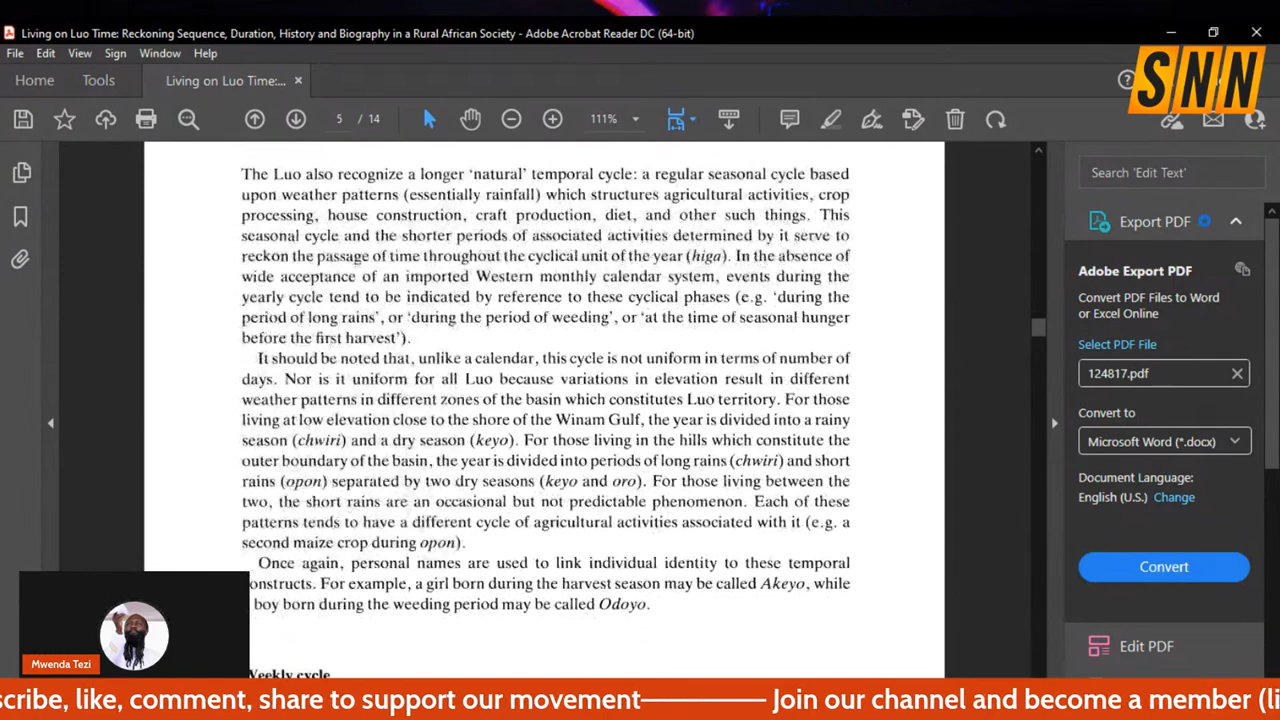 Living on Luo Time: Reckoning Sequence, Duration, History and Biography in a Rural African Society - Adobe Acrobat Reader DC (64-bit)
File Edit View Sign Window Help
Home Tools Living on Luo Time:...
SNN
5 / 14 111%
The Luo also recognize a longer ‘natural’ temporal cycle: a regular seasonal cycle based
upon weather patterns (essentially rainfall) which structures agricultural activities, crop
processing, house construction, craft production, diet, and other such things. This
seasonal cycle and the shorter periods of associated activities determined by it serve to
reckon the passage of time throughout the cyclical unit of the year (higa). In the absence of
wide acceptance of an imported Western monthly calendar system, events during the
yearly cycle tend to be indicated by reference to these cyclical phases (e.g. ‘during the
period of long rains’, or ‘during the period of weeding’, or ‘at the time of seasonal hunger
before the first harvest’).
It should be noted that, unlike a calendar, this cycle is not uniform in terms of number of
days. Nor is it uniform for all Luo because variations in elevation result in different
weather patterns in different zones of the basin which constitutes Luo territory. For those
living at low elevation close to the shore of the Winam Gulf, the year is divided into a rainy
season (chwiri) and a dry season (keyo). For those living in the hills which constitute the
outer boundary of the basin, the year is divided into periods of long rains (chwiri) and short
rains (opon) separated by two dry seasons (keyo and oro). For those living between the
two, the short rains are an occasional but not predictable phenomenon. Each of these
patterns tends to have a different cycle of agricultural activities associated with it (e.g. a
second maize crop during opon).
Once again, personal names are used to link individual identity to these temporal
onstructs. For example, a girl born during the harvest season may be called Akeyo, while
boy born during the weeding period may be called Odoyo.
Weekly cycle
Search 'Edit Text'
Export PDF
Adobe Export PDF
Convert PDF Files to Word
or Excel Online
Select PDF File
124817.pdf
Convert to
Microsoft Word (*.docx)
Document Language:
English (U.S.) Change
Convert
Edit PDF
Mwenda Tezi
scribe, like, comment, share to support our movement———— Join our channel and become a member (li